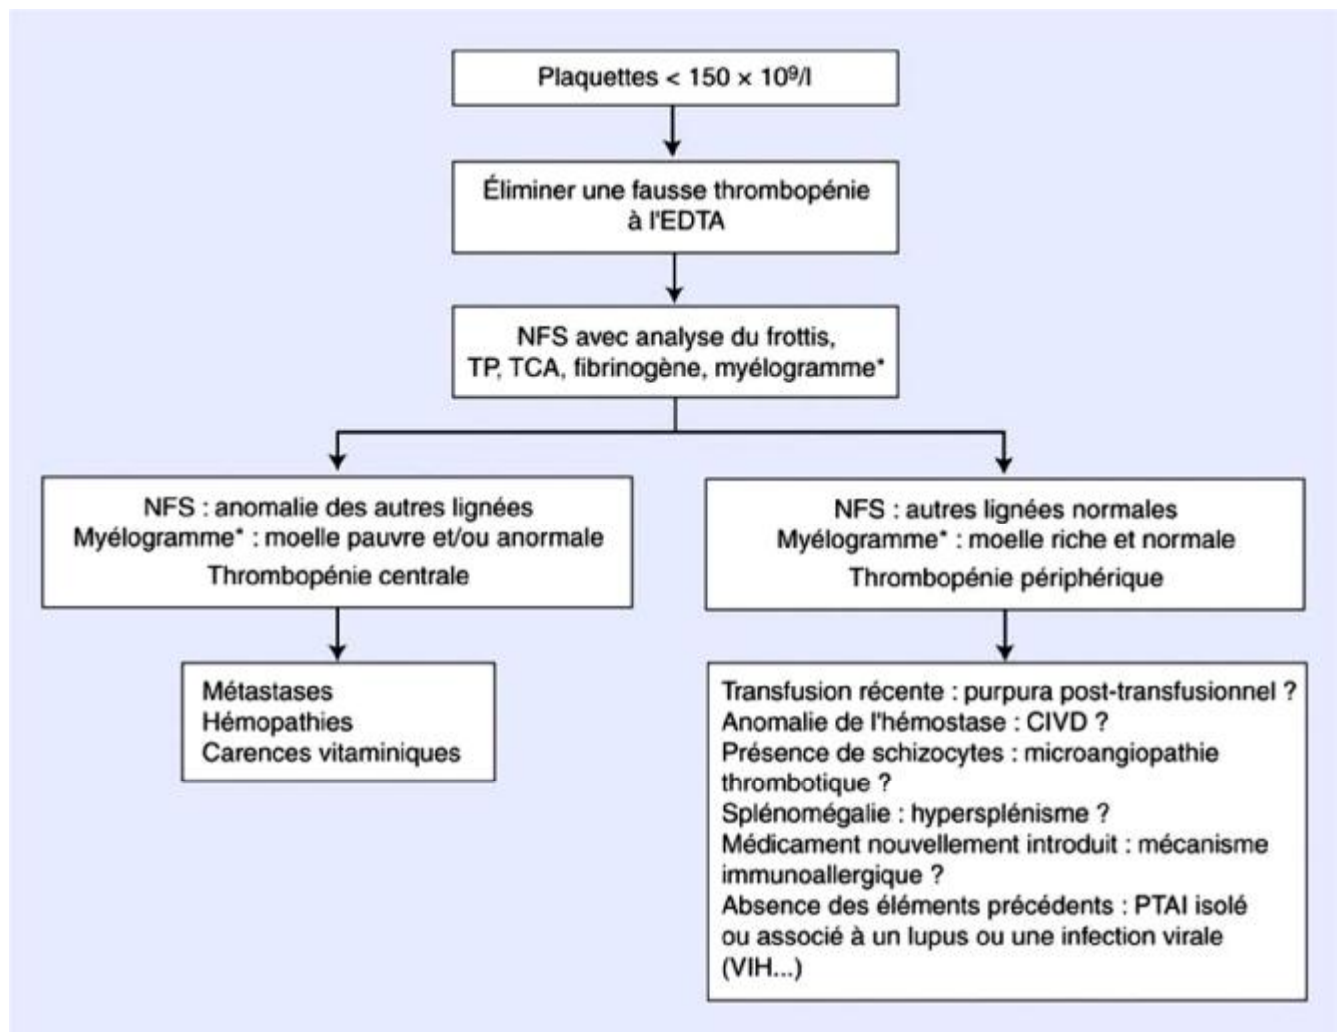 Plaquettes < 150 × 10⁹/l
Éliminer une fausse thrombopénie
à l'EDTA
NFS avec analyse du frottis,
TP, TCA, fibrinogène, myélogramme*
NFS : anomalie des autres lignées
Myélogramme* : moelle pauvre et/ou anormale
Thrombopénie centrale
Métastases
Hémopathies
Carences vitaminiques
NFS : autres lignées normales
Myélogramme* : moelle riche et normale
Thrombopénie périphérique
Transfusion récente : purpura post-transfusionnel ?
Anomalie de l'hémostase : CIVD ?
Présence de schizocytes : microangiopathie
thrombotique ?
Splénomégalie : hypersplénisme ?
Médicament nouvellement introduit : mécanisme
immunoallergique ?
Absence des éléments précédents : PTAI isolé
ou associé à un lupus ou une infection virale
(VIH...)